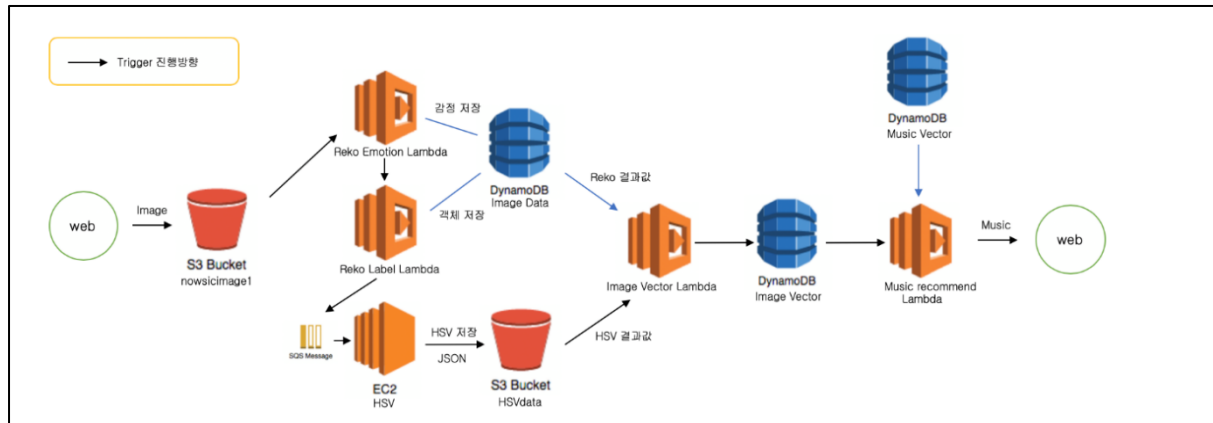 Trigger 진행방향
web
Image
S3 Bucket
nowsicimage1
Reko Emotion Lambda
감정 저장
Reko Label Lambda
객체 저장
DynamoDB
Image Data
SQS Message
EC2
HSV
HSV 저장
JSON
S3 Bucket
HSVdata
Reko 결과값
HSV 결과값
Image Vector Lambda
DynamoDB
Image Vector
DynamoDB
Music Vector
Music recommend
Lambda
Music
web